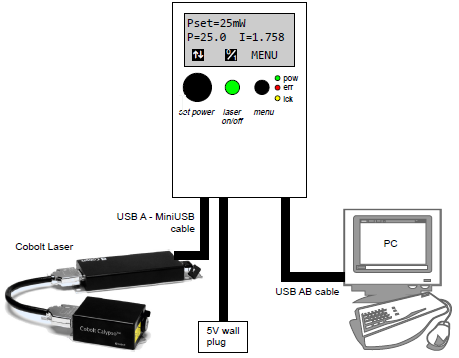 Pset=25mW
P=25.0 I=1.758
MENU
pow
err
lck
set power
laser
on/off
menu
USB A - MiniUSB
cable
Cobolt Laser
PC
USB AB cable
5V wall
plug
Cobolt Calypso™